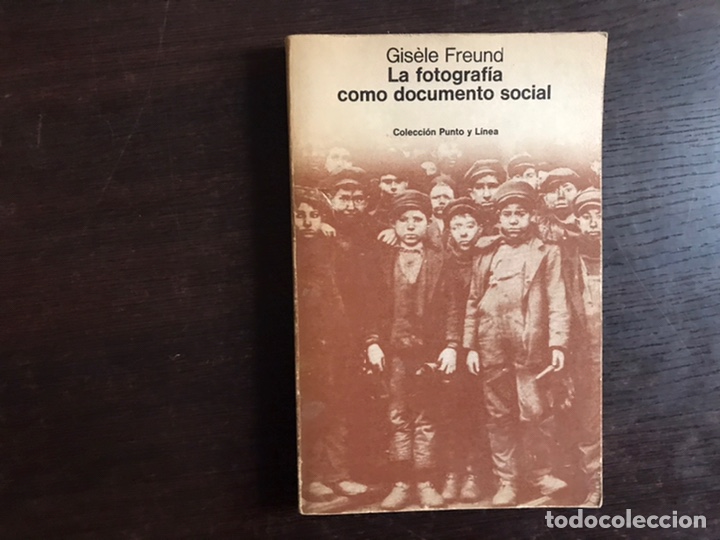 Gisèle Freund
La fotografía
como documento social
Colección Punto y Línea
todocoleccion